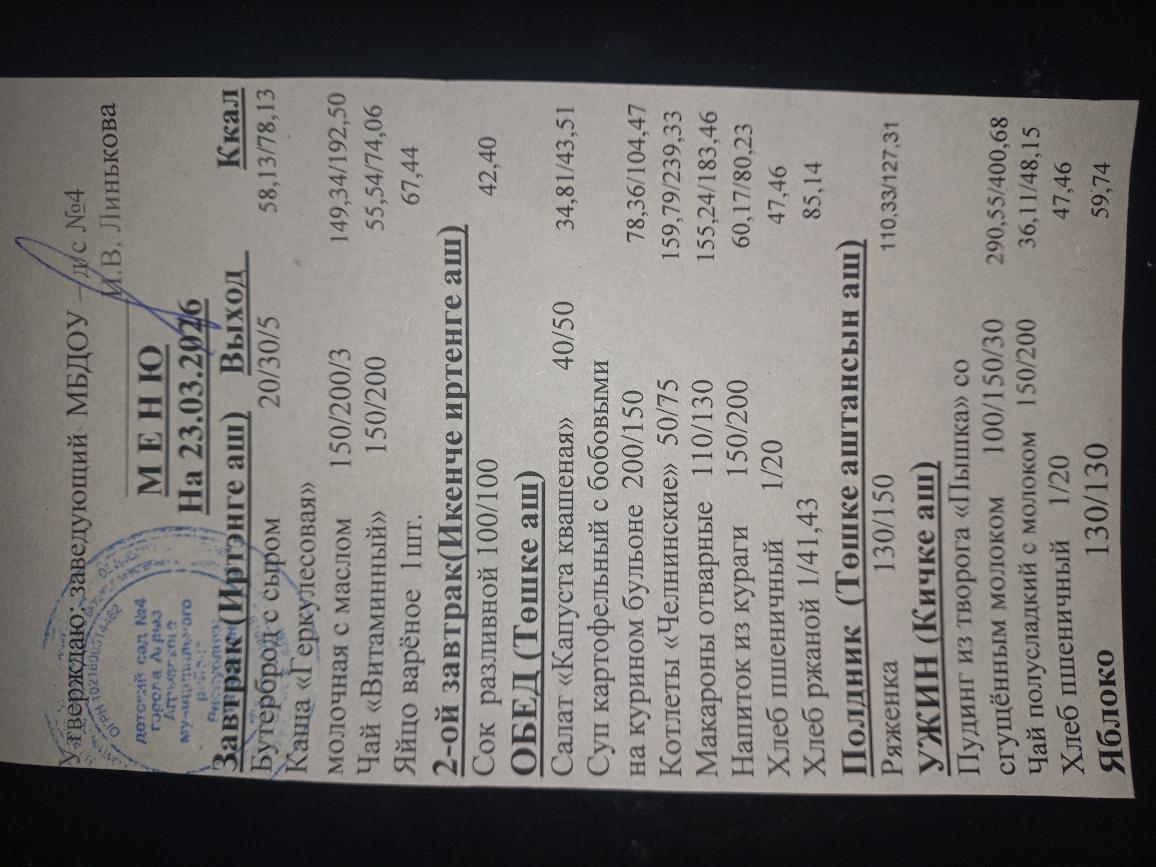 Утверждаю: заведующий МБДОУ – д/с №4
И.В. Линькова
МЕНЮ
На 23.03.2026
Завтрак (Иртэнге аш) Выход Ккал
Бутерброд с сыром 20/30/5 58,13/78,13
Каша «Геркулесовая»
молочная с маслом 150/200/3 149,34/192,50
Чай «Витаминный» 150/200 55,54/74,06
Яйцо варёное 1шт. 67,44
2-ой завтрак(Икенче иртенге аш)
Сок разливной 100/100 42,40
ОБЕД (Төшке аш)
Салат «Капуста квашеная» 40/50 34,81/43,51
Суп картофельный с бобовыми
на курином бульоне 200/150 78,36/104,47
Котлеты «Челнинские» 50/75 159,79/239,33
Макароны отварные 110/130 155,24/183,46
Напиток из кураги 150/200 60,17/80,23
Хлеб пшеничный 1/20 47,46
Хлеб ржаной 1/41,43 85,14
Полдник (Төшке аштансын аш)
Ряженка 130/150 110,33/127,31
УЖИН (Кичке аш)
Пудинг из творога «Пышка» со
сгущённым молоком 100/150/30 290,55/400,68
Чай полусладкий с молоком 150/200 36,11/48,15
Хлеб пшеничный 1/20 47,46
Яблоко 130/130 59,74
детский сад №4
города Агрыз
муниципального